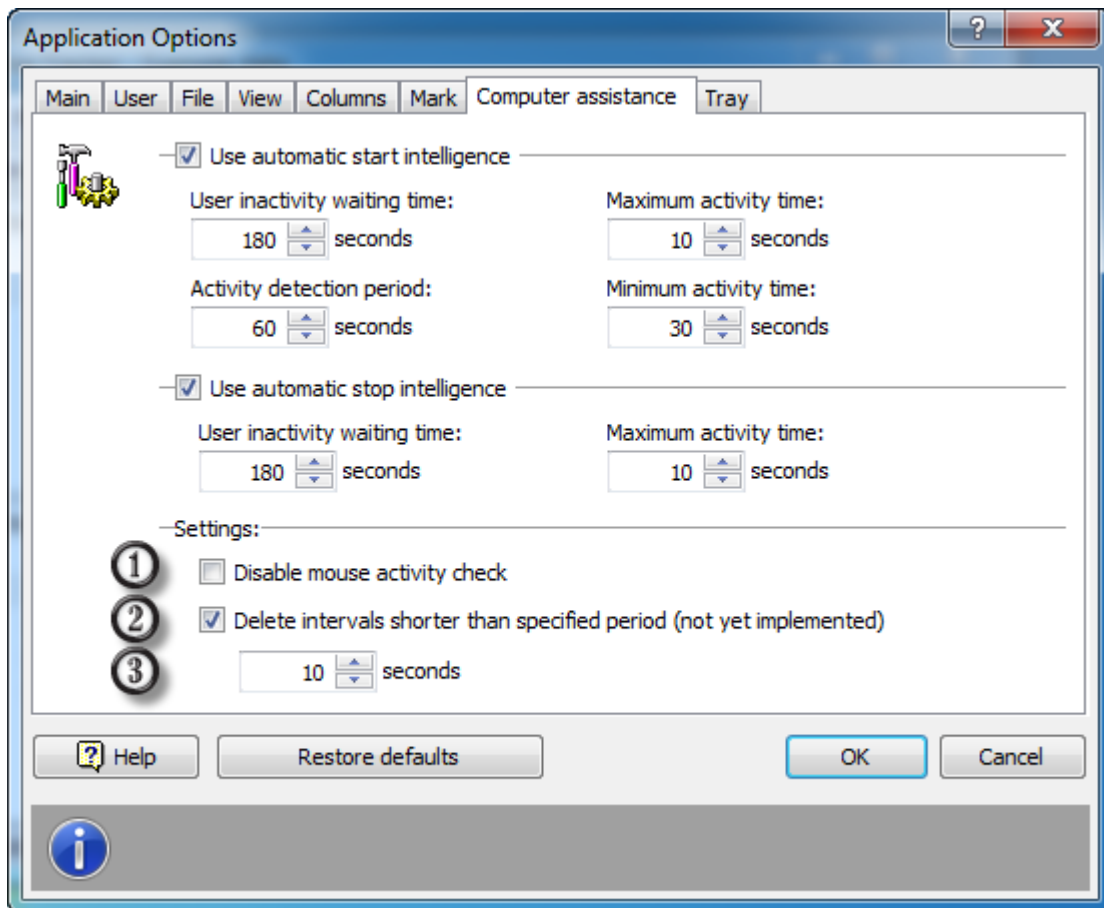 Application Options
Main User File View Columns Mark Computer assistance Tray
Use automatic start intelligence
User inactivity waiting time: Maximum activity time:
180 seconds 10 seconds
Activity detection period: Minimum activity time:
60 seconds 30 seconds
Use automatic stop intelligence
User inactivity waiting time: Maximum activity time:
180 seconds 10 seconds
Settings:
1 Disable mouse activity check
2 Delete intervals shorter than specified period (not yet implemented)
3 10 seconds
Help Restore defaults OK Cancel